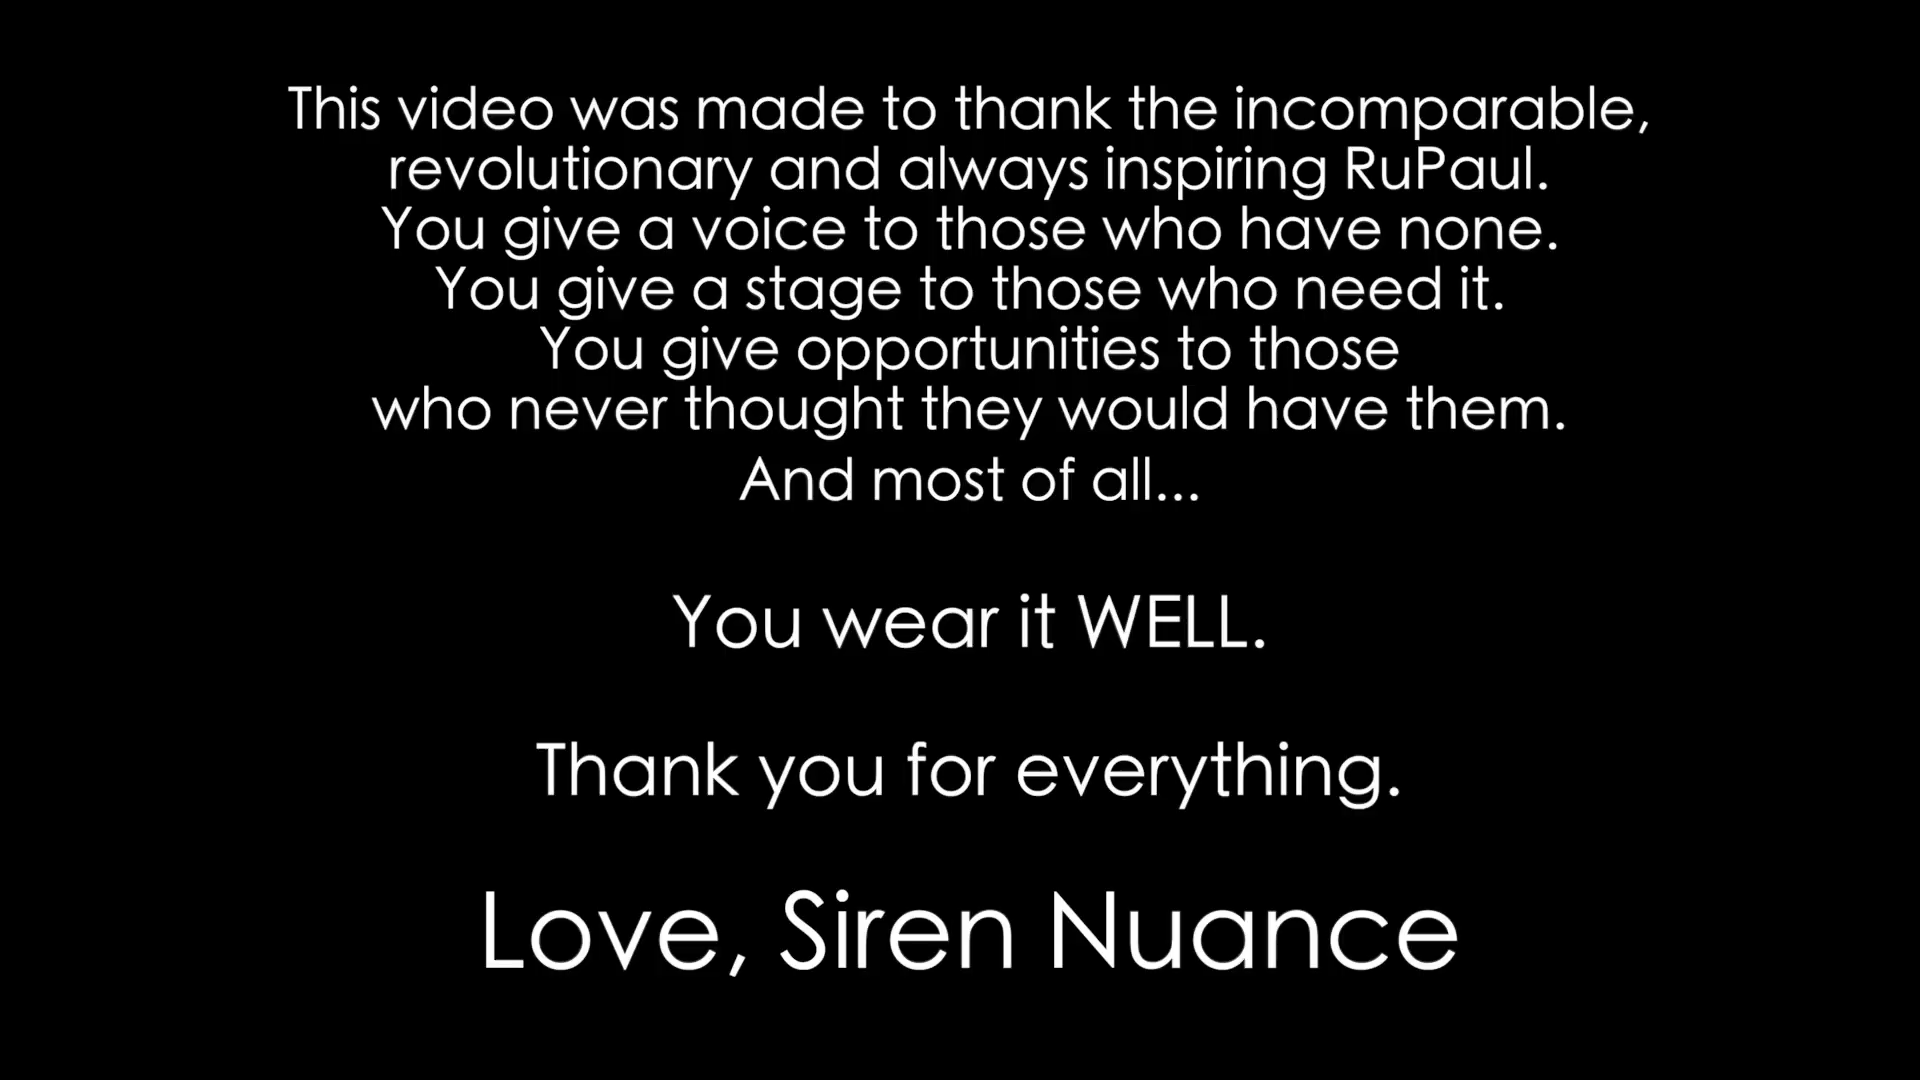 This video was made to thank the incomparable,
revolutionary and always inspiring RuPaul.
You give a voice to those who have none.
You give a stage to those who need it.
You give opportunities to those
who never thought they would have them.
And most of all...
You wear it WELL.
Thank you for everything.
Love, Siren Nuance